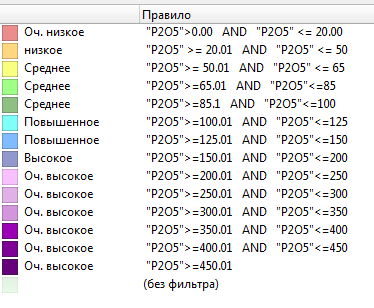 Правило
Оч. низкое "P2O5">0.00 AND "P2O5" <= 20.00
низкое "P2O5" >= 20.01 AND "P2O5" <= 50
Среднее "P2O5" >= 50.01 AND "P2O5" <= 65
Среднее "P2O5">=65.01 AND "P2O5"<=85
Среднее "P2O5">=85.1 AND "P2O5"<=100
Повышенное "P2O5">=100.01 AND "P2O5"<=125
Повышенное "P2O5">=125.01 AND "P2O5"<=150
Высокое "P2O5">=150.01 AND "P2O5"<=200
Оч. высокое "P2O5">=200.01 AND "P2O5"<=250
Оч. высокое "P2O5">=250.01 AND "P2O5"<=300
Оч. высокое "P2O5">=300.01 AND "P2O5"<=350
Оч. высокое "P2O5">=350.01 AND "P2O5"<=400
Оч. высокое "P2O5">=400.01 AND "P2O5"<=450
Оч. высокое "P2O5">=450.01
(без фильтра)